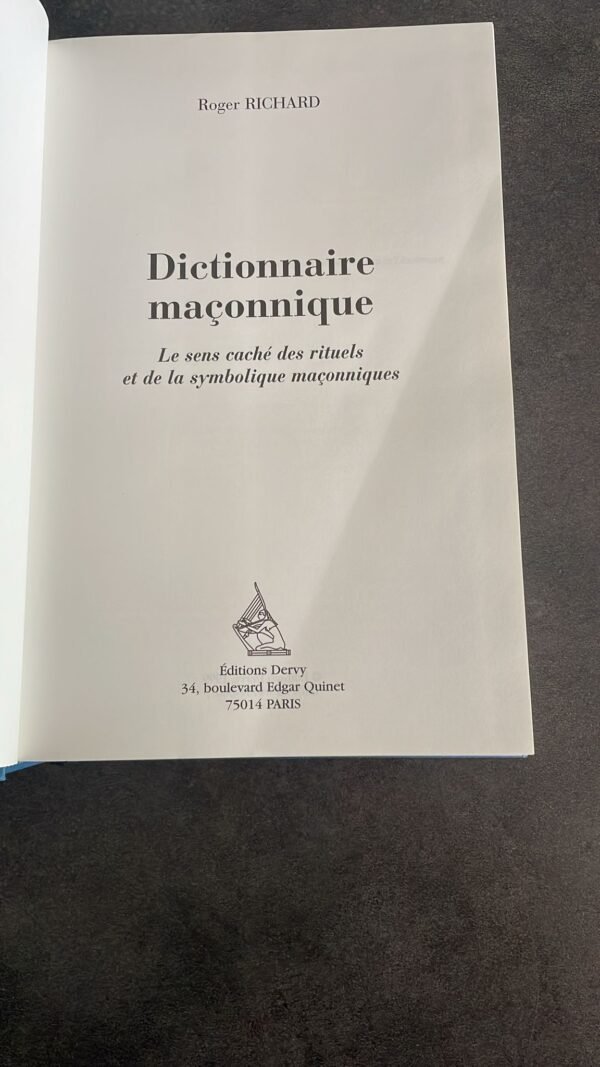 Roger RICHARD
Dictionnaire
maçonnique
Le sens caché des rituels
et de la symbolique maçonniques
Éditions Dervy
34, boulevard Edgar Quinet
75014 PARIS